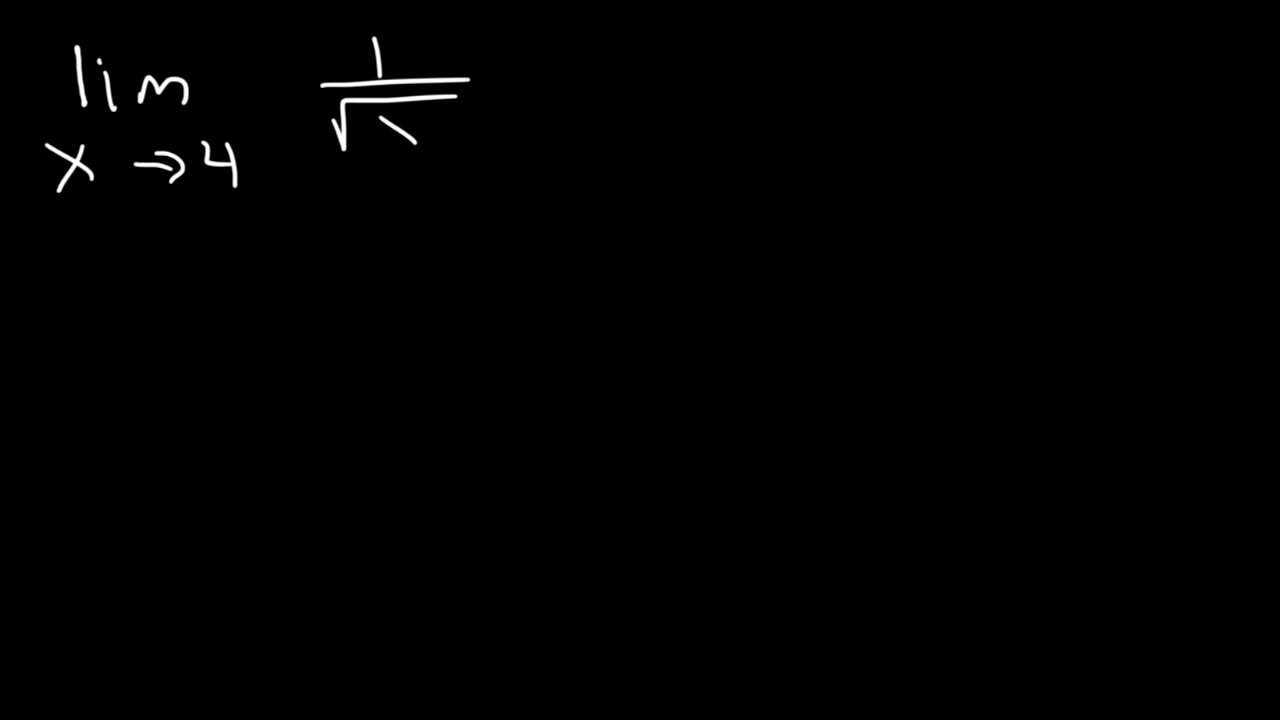 lim 1
x → 4 √